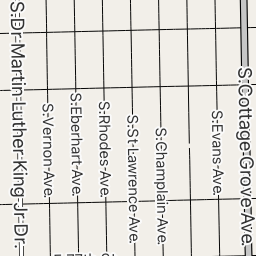 S. Dr. Martin Luther King Jr. Dr.
S. Vernon Ave.
S. Eberhart Ave.
S. Rhodes Ave.
S. St Lawrence Ave.
S. Champlain Ave.
S. Evans Ave.
S. Cottage Grove Ave.